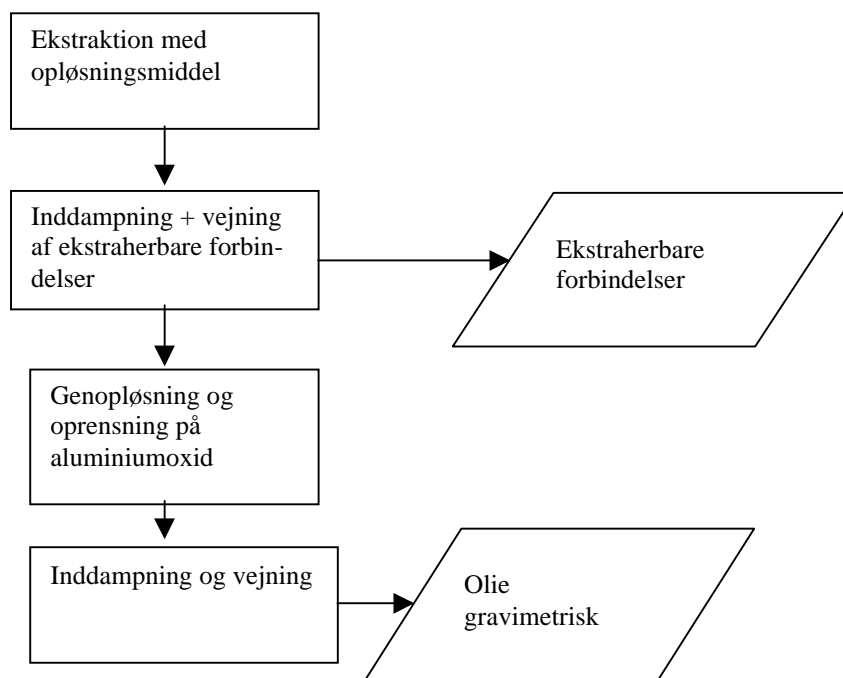 Ekstraktion med
opløsningsmiddel
Inddampning + vejning
af ekstraherbare forbin-
delser
Ekstraherbare
forbindelser
Genopløsning og
oprensning på
aluminiumoxid
Inddampning og vejning
Olie
gravimetrisk